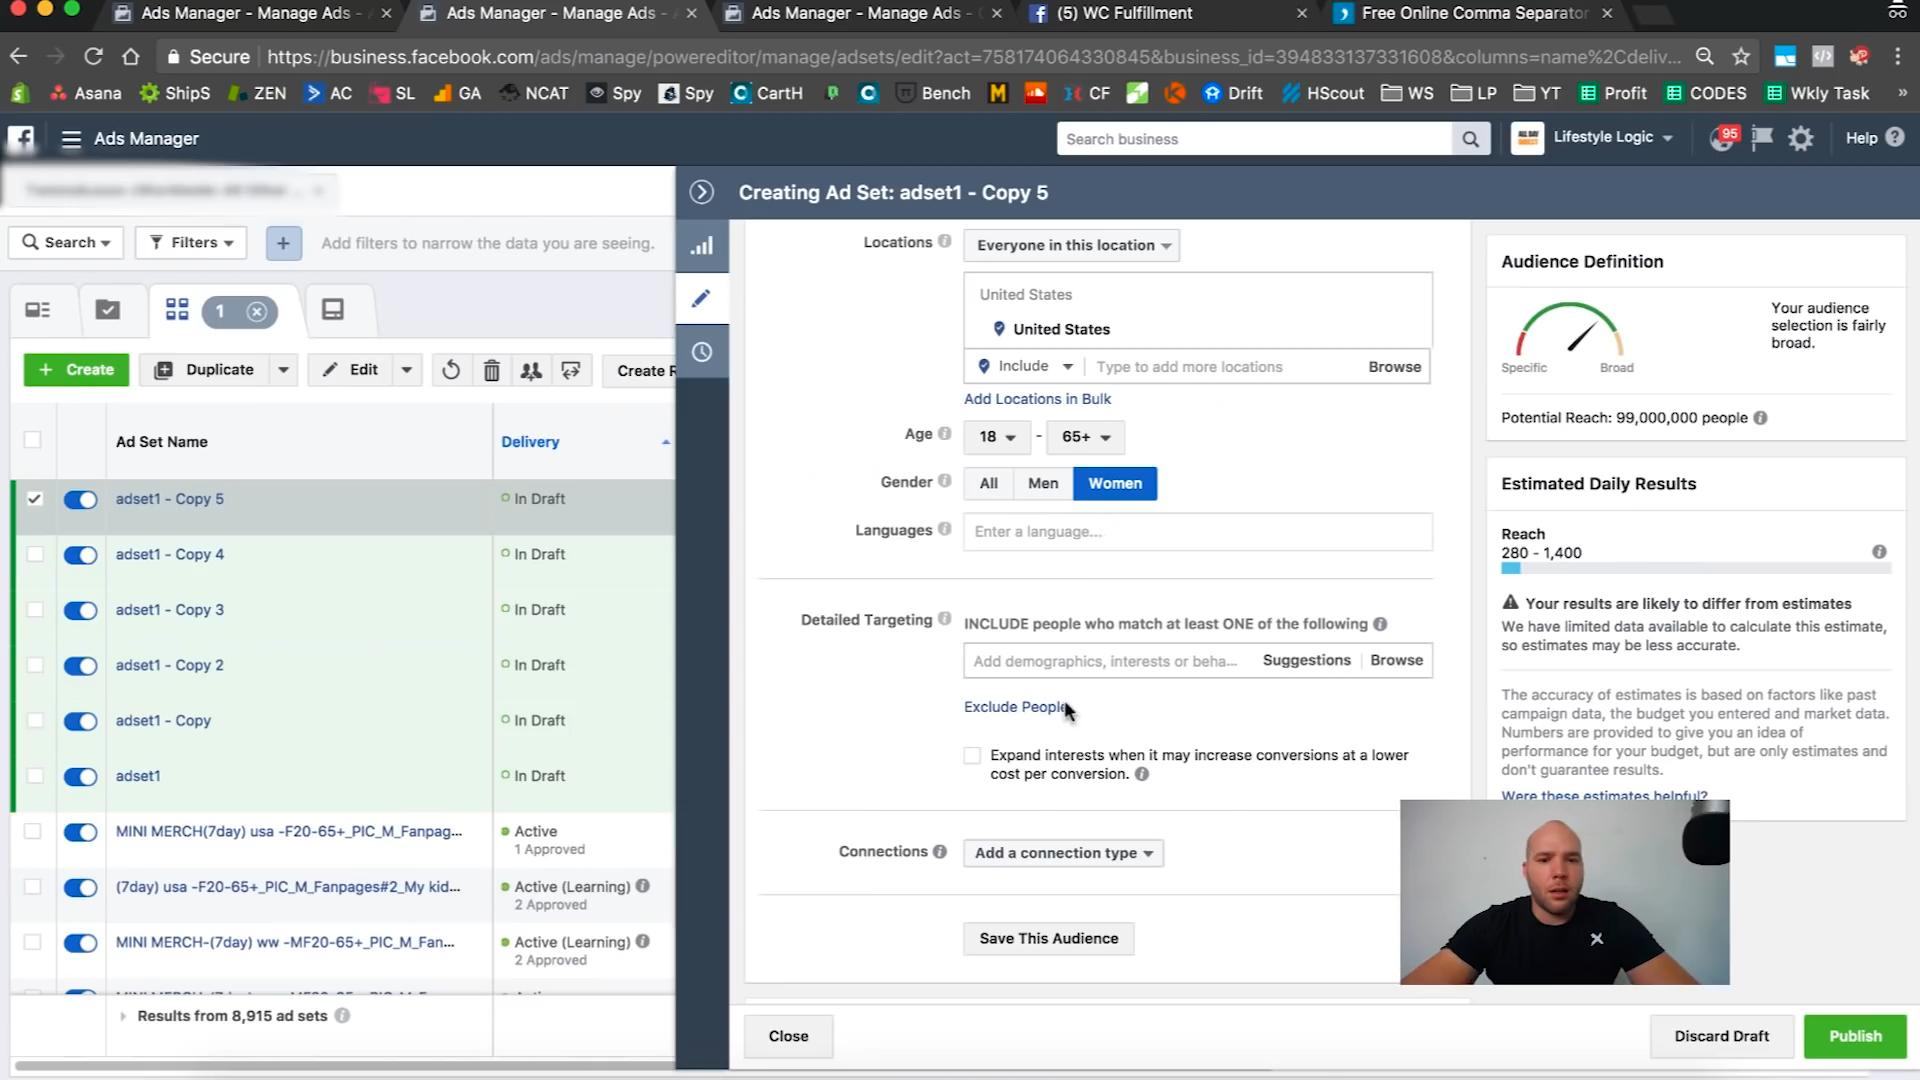 Ads Manager - Manage Ads -
Ads Manager - Manage Ads -
Ads Manager - Manage Ads -
(5) WC Fulfillment
Free Online Comma Separator
Secure
https://business.facebook.com/ads/manage/powereditor/manage/adsets/edit?act=758174064330845&business_id=394833137331608&columns=name%2Cdeliv...
Asana
ShipS
ZEN
AC
SL
GA
NCAT
Spy
Spy
CartH
Bench
CF
Drift
HScout
WS
LP
YT
Profit
CODES
Wkly Task
»
Ads Manager
Search business
Lifestyle Logic
95
Help
Creating Ad Set: adset1 - Copy 5
Search
Filters
+
Add filters to narrow the data you are seeing.
1
+ Create
Duplicate
Edit
Create R
Ad Set Name
Delivery
adset1 - Copy 5
In Draft
adset1 - Copy 4
In Draft
adset1 - Copy 3
In Draft
adset1 - Copy 2
In Draft
adset1 - Copy
In Draft
adset1
In Draft
MINI MERCH(7day) usa -F20-65+_PIC_M_Fanpag...
Active
1 Approved
(7day) usa -F20-65+_PIC_M_Fanpages#2_My kid...
Active (Learning)
2 Approved
MINI MERCH-(7day) ww -MF20-65+_PIC_M_Fan...
Active (Learning)
2 Approved
Results from 8,915 ad sets
Locations
Everyone in this location
United States
United States
Include
Type to add more locations
Browse
Add Locations in Bulk
Age
18
-
65+
Gender
All
Men
Women
Languages
Enter a language...
Detailed Targeting
INCLUDE people who match at least ONE of the following
Add demographics, interests or beha...
Suggestions
Browse
Exclude People
Expand interests when it may increase conversions at a lower
cost per conversion.
Connections
Add a connection type
Save This Audience
Close
Discard Draft
Publish
Audience Definition
Your audience
selection is fairly
broad.
Specific
Broad
Potential Reach: 99,000,000 people
Estimated Daily Results
Reach
280 - 1,400
Your results are likely to differ from estimates
We have limited data available to calculate this estimate,
so estimates may be less accurate.
The accuracy of estimates is based on factors like past
campaign data, the budget you entered and market data.
Numbers are provided to give you an idea of
performance for your budget, but are only estimates and
don't guarantee results.
Were these estimates helpful?